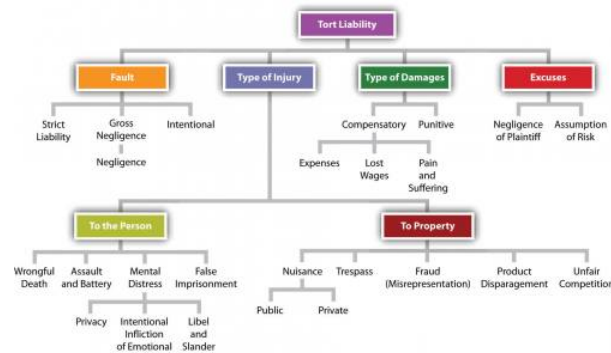 Tort Liability
Fault
Type of Injury
Type of Damages
Excuses
Strict
Liability
Gross
Negligence
Intentional
Negligence
Compensatory
Punitive
Negligence
of Plaintiff
Assumption
of Risk
Expenses
Lost
Wages
Pain
and
Suffering
To the Person
To Property
Wrongful
Death
Assault
and Battery
Mental
Distress
False
Imprisonment
Nuisance
Trespass
Fraud
(Misrepresentation)
Product
Disparagement
Unfair
Competition
Privacy
Intentional
Infliction
of Emotional
Libel
and
Slander
Public
Private